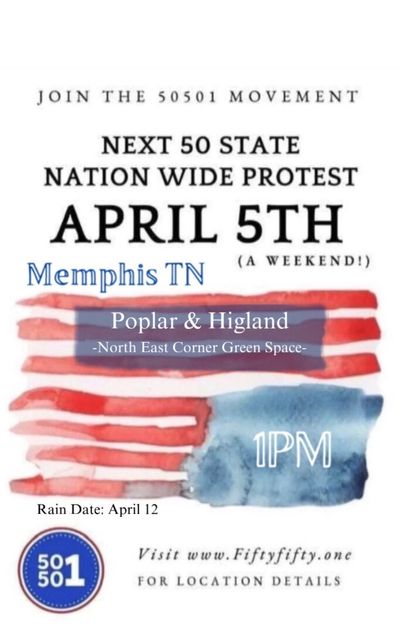 JOIN THE 50501 MOVEMENT
NEXT 50 STATE
NATION WIDE PROTEST
APRIL 5TH
(A WEEKEND!)
Memphis TN
Poplar & Higland
-North East Corner Green Space-
1PM
Rain Date: April 12
50
50
1
Visit www.Fiftyfifty.one
FOR LOCATION DETAILS